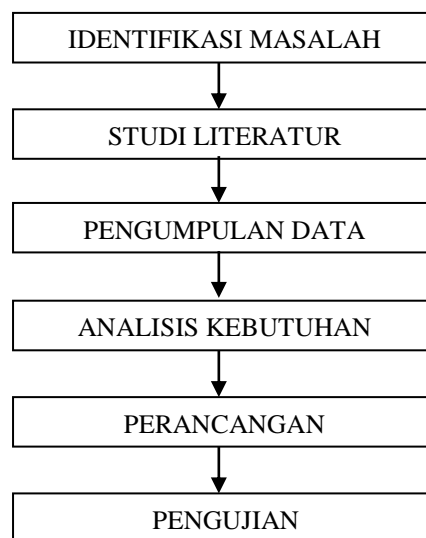 IDENTIFIKASI MASALAH
STUDI LITERATUR
PENGUMPULAN DATA
ANALISIS KEBUTUHAN
PERANCANGAN
PENGUJIAN